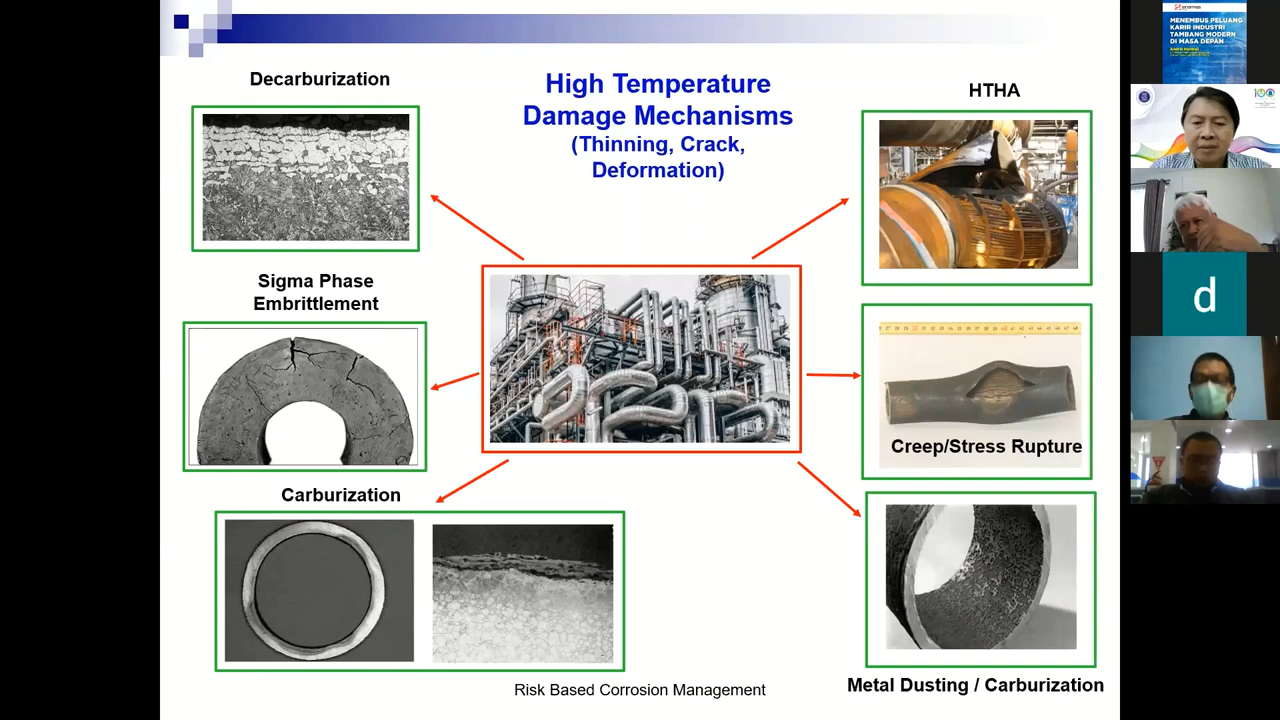 Decarburization
High Temperature
Damage Mechanisms
(Thinning, Crack,
Deformation)
HTHA
Sigma Phase
Embrittlement
Creep/Stress Rupture
Carburization
Metal Dusting / Carburization
Risk Based Corrosion Management
sinarmas
MENEMBUS PELUANG
KARIR INDUSTRI
TAMBANG MODERN
DI MASA DEPAN
d